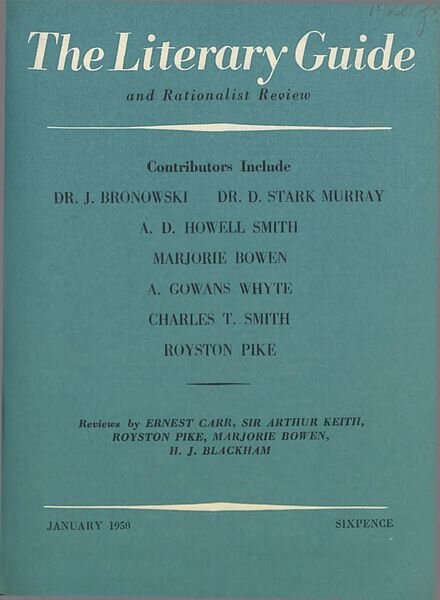 The Literary Guide
and Rationalist Review
Contributors Include
DR. J. BRONOWSKI DR. D. STARK MURRAY
A. D. HOWELL SMITH
MARJORIE BOWEN
A. GOWANS WHYTE
CHARLES T. SMITH
ROYSTON PIKE
Reviews by ERNEST CARR, SIR ARTHUR KEITH,
ROYSTON PIKE, MARJORIE BOWEN,
H. J. BLACKHAM
JANUARY 1950 SIXPENCE